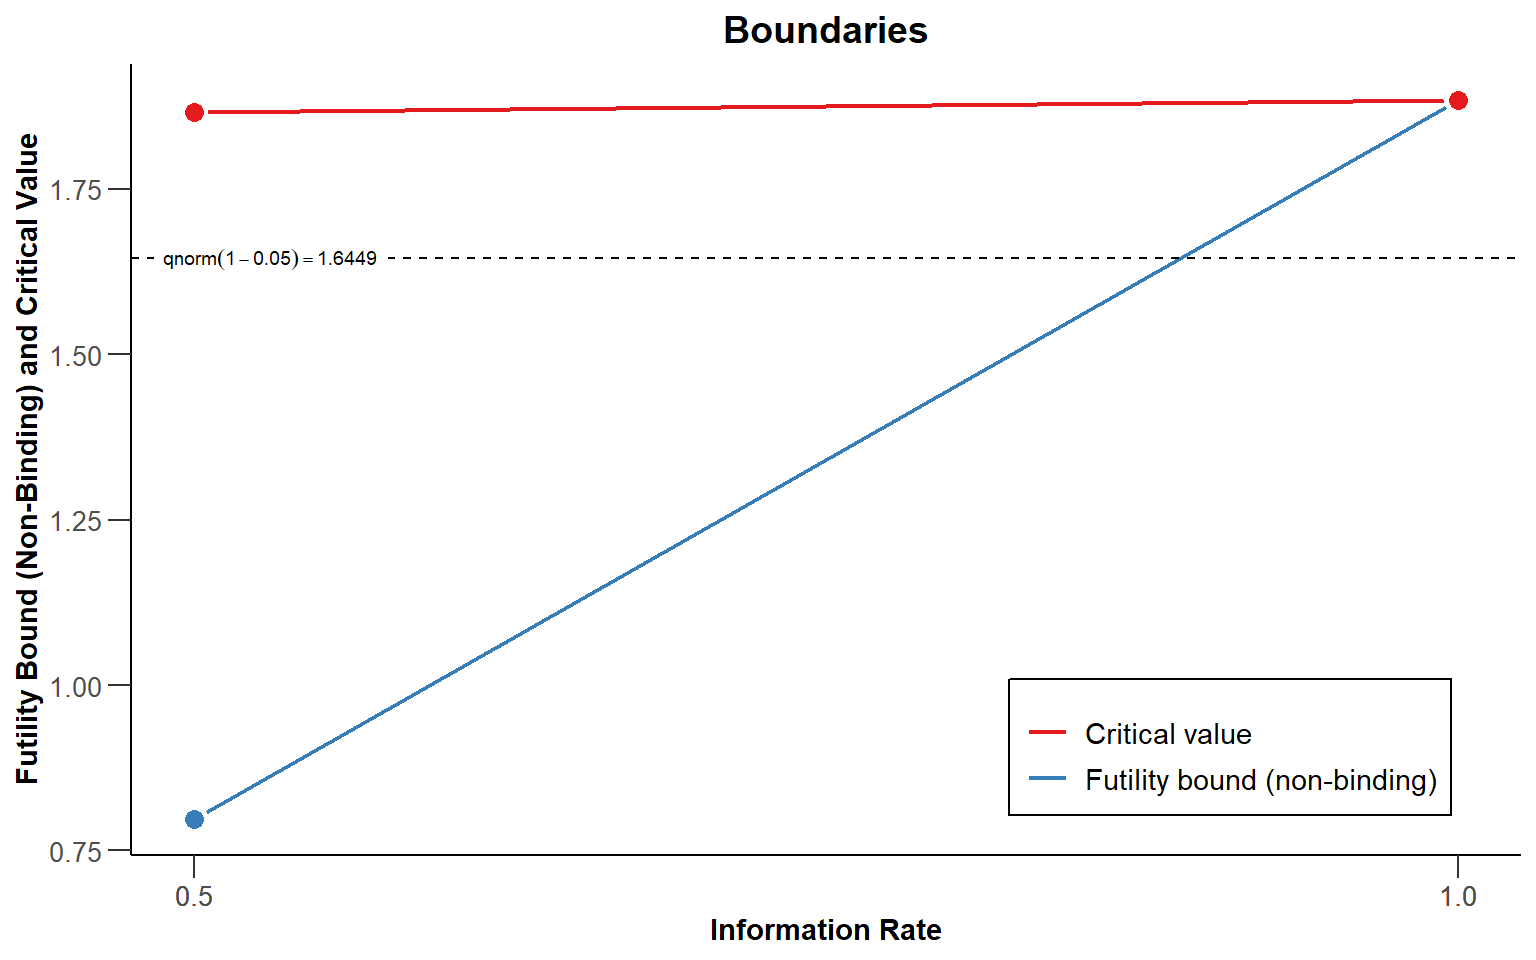 Boundaries
Futility Bound (Non-Binding) and Critical Value
1.75
qnorm(1 − 0.05) = 1.6449
1.50
1.25
1.00
0.75
Critical value
Futility bound (non-binding)
0.5
1.0
Information Rate